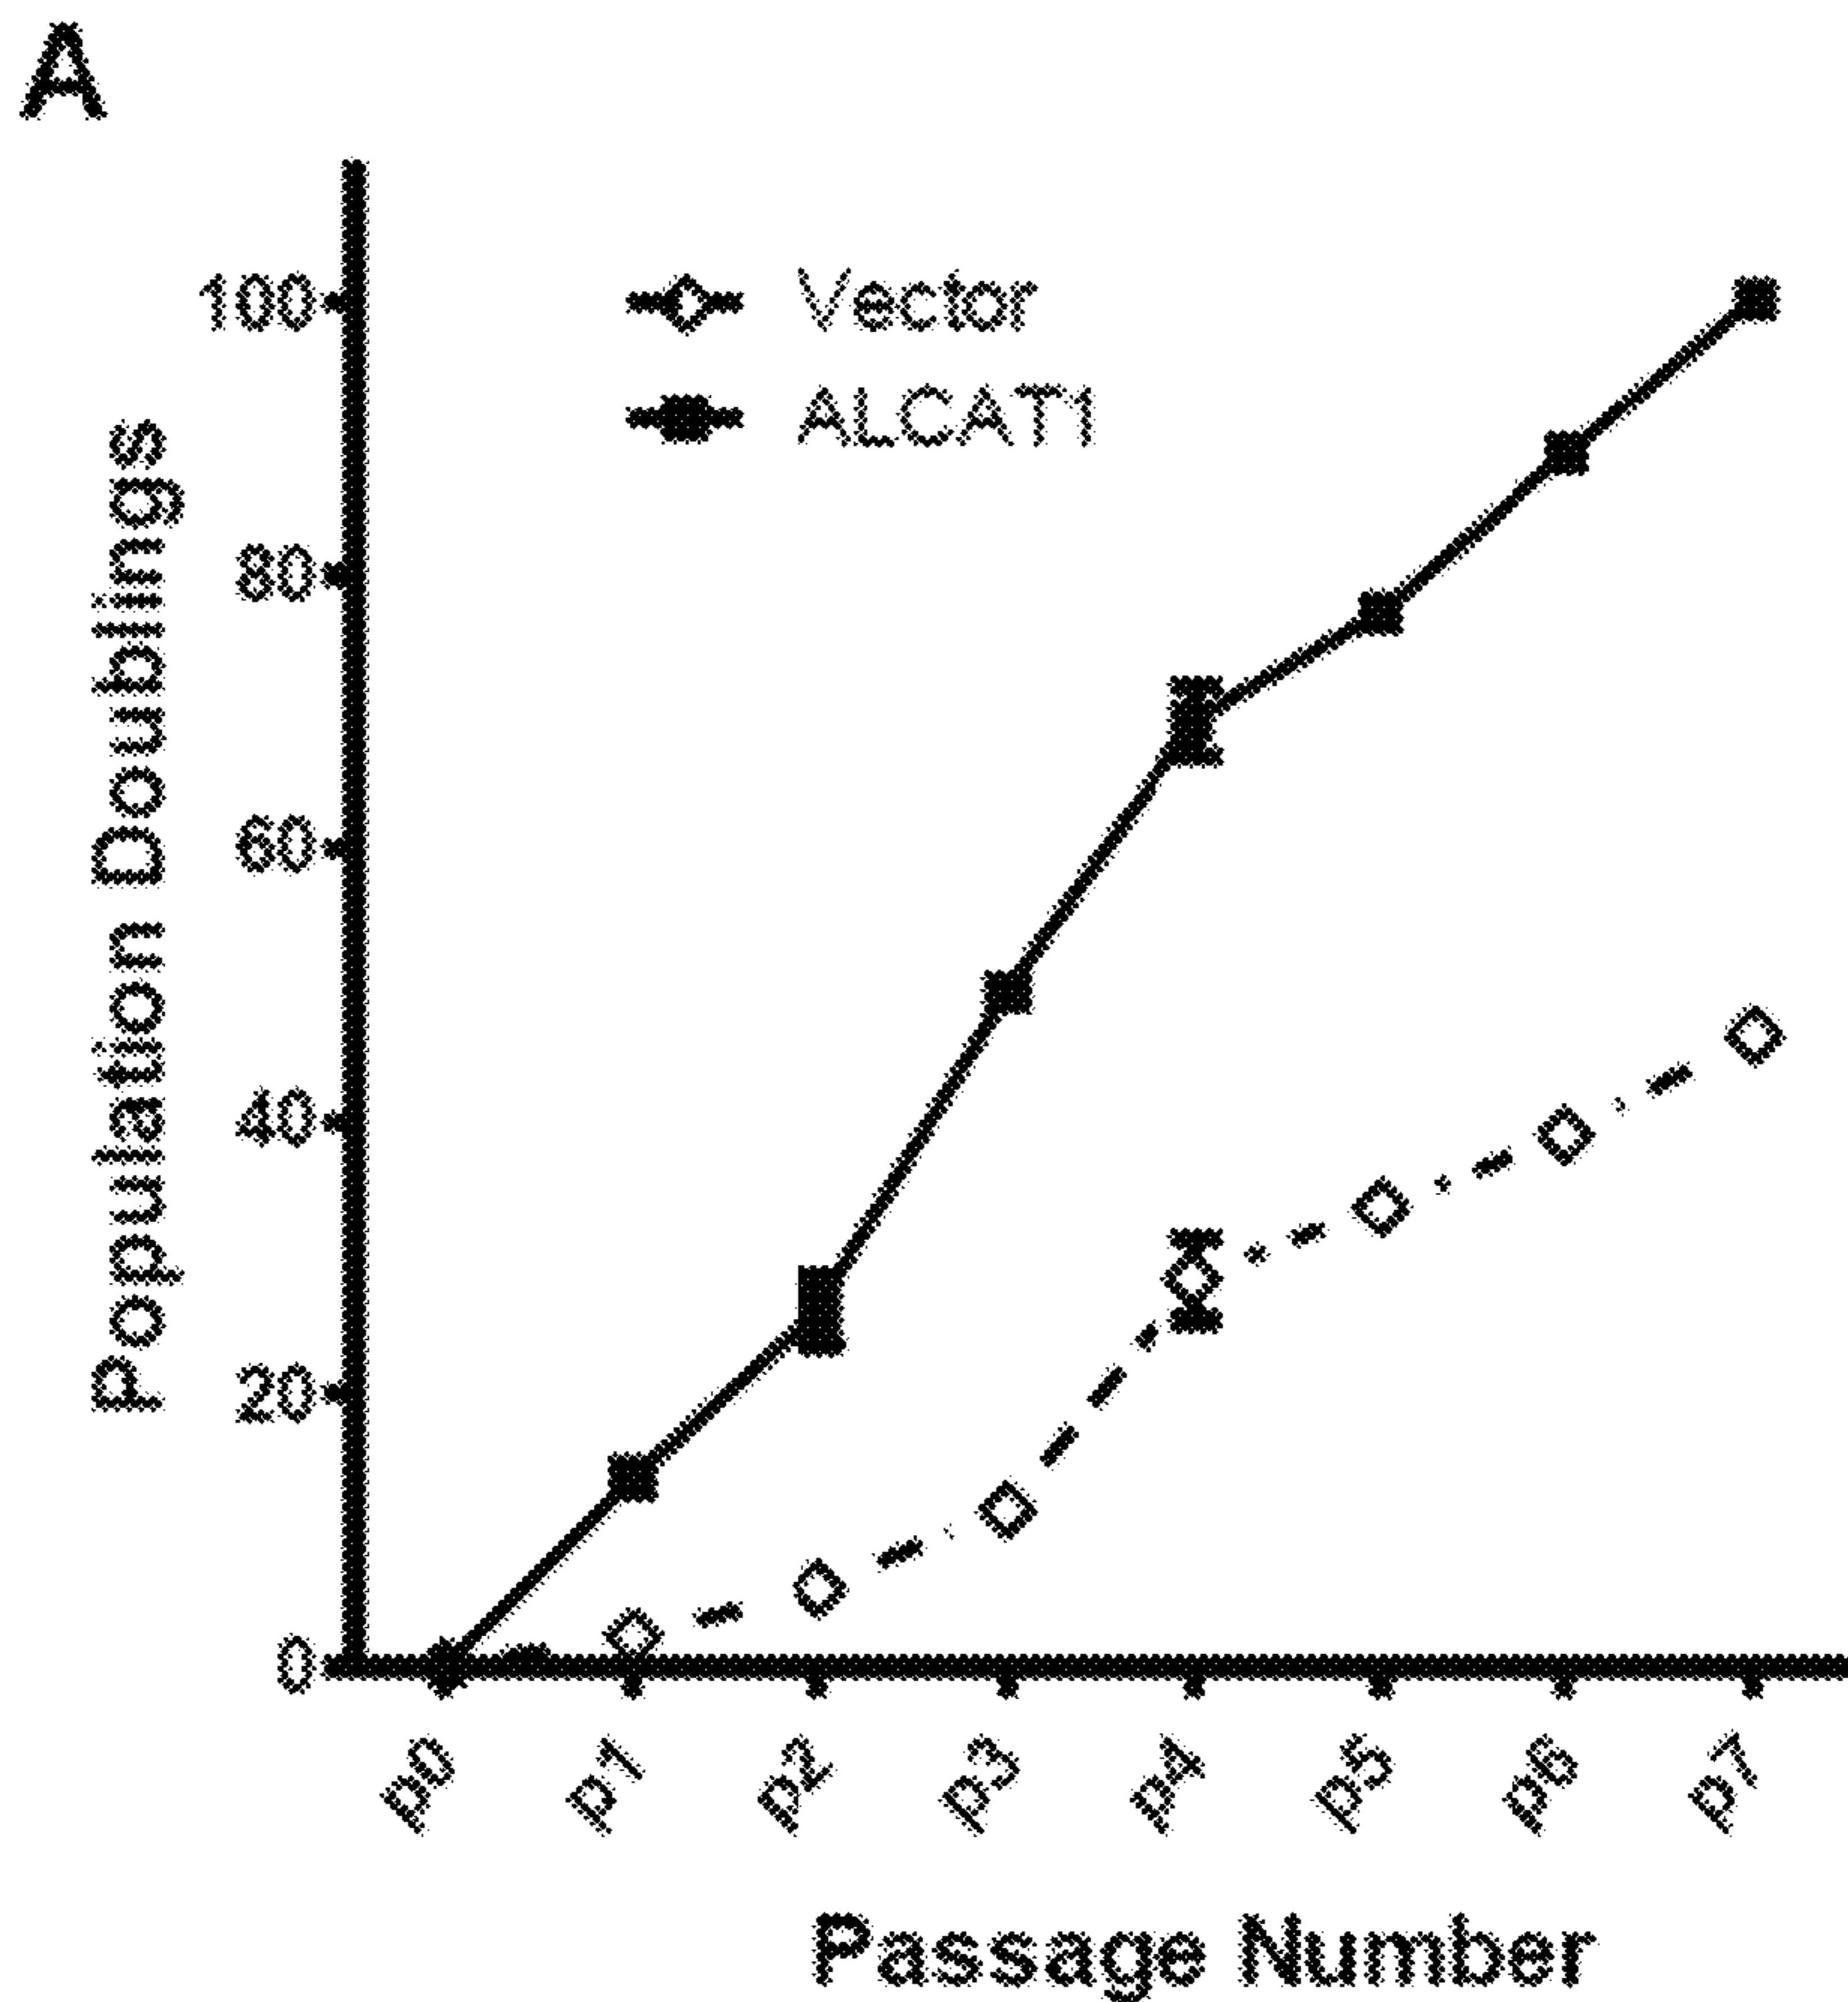 A
100
80
60
40
20
0
Population Doublings
Vector
ALCAT1
p0 p1 p2 p3 p4 p5 p6 p7
Passage Number